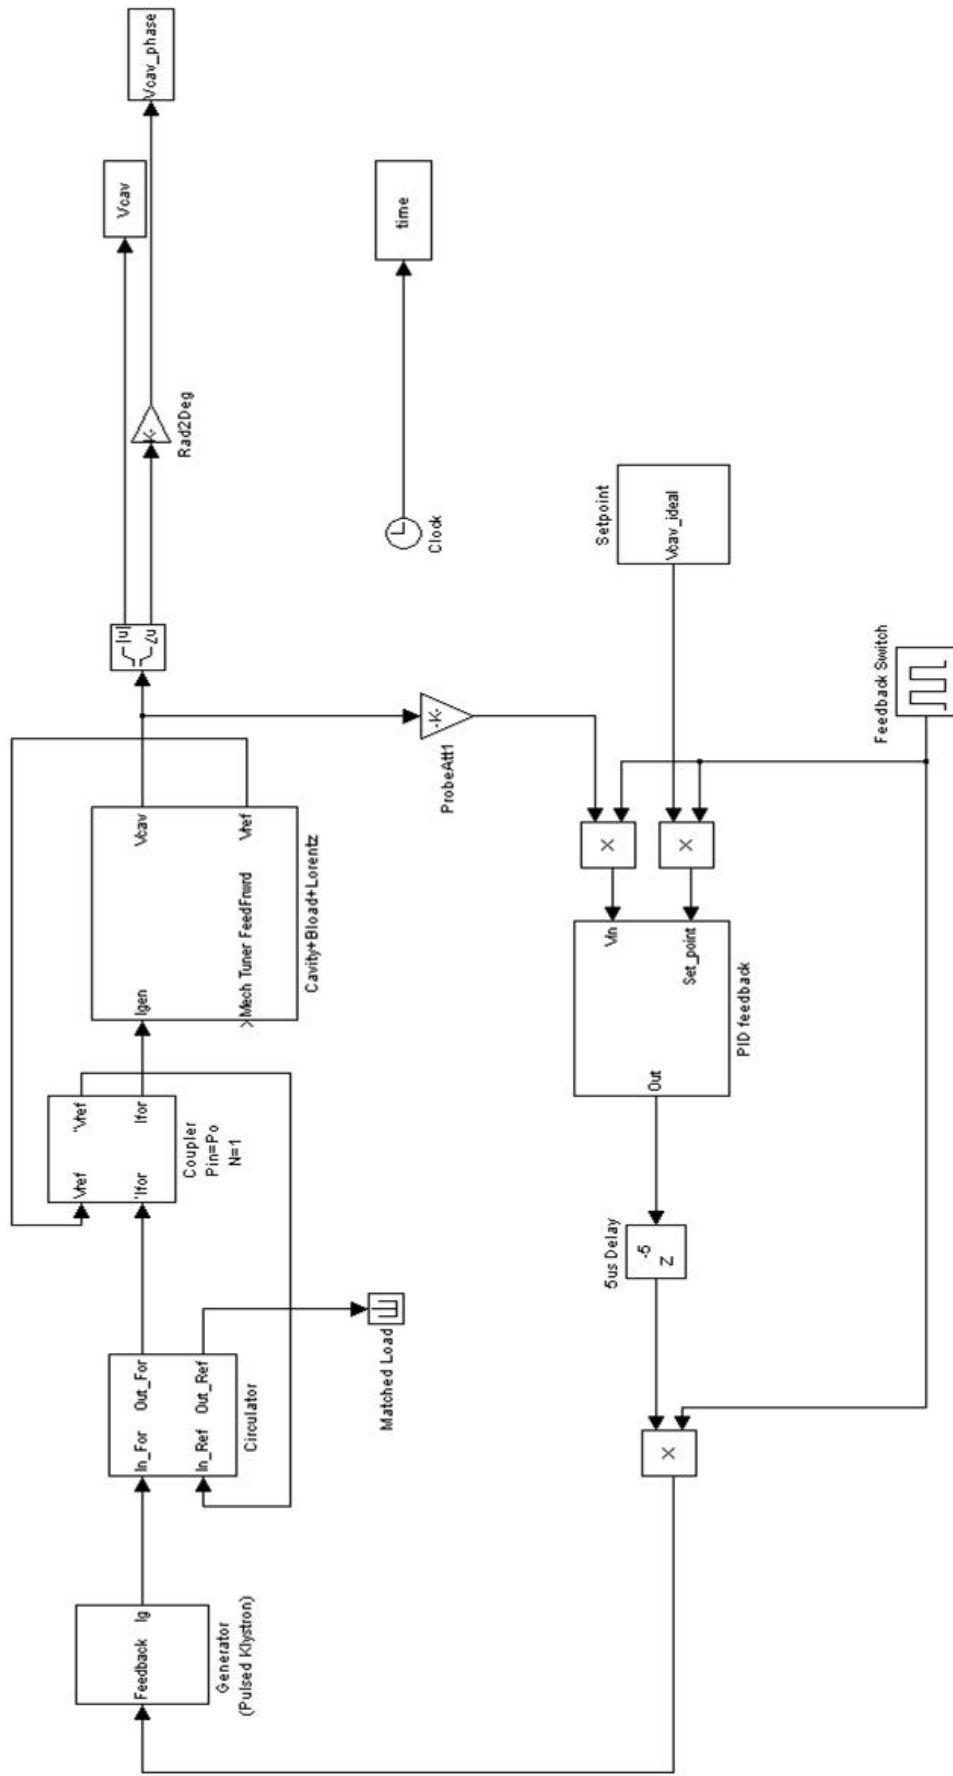 Feedback Ig
Generator
(Pulsed Klystron)
In_For Out_For
In_Ref Out_Ref
Circulator
Matched Load
Vref 'Vref
'Ifor Ifor
Coupler
Pin=Po
N=1
Igen
Vcav
Mech Tuner FeedFrwrd
Vref
Cavity+Bload+Lorentz
|u|
∠u
Vcav
K-
Rad2Deg
Vcav_phase
Clock
time
-K-
ProbeAtt1
Setpoint
Vcav_ideal
Feedback Switch
X
X
Vin
Set_point
Out
PID feedback
5us Delay
-5
Z
X